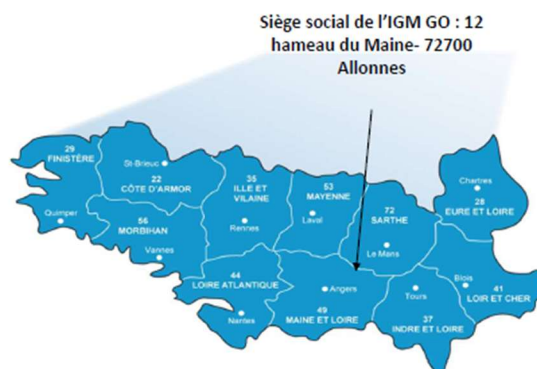 Siège social de l'IGM GO : 12
hameau du Maine- 72700
Allonnes
29
FINISTÈRE
St-Brieuc
22
CÔTE D'ARMOR
35
ILLE ET
VILAINE
Rennes
53
MAYENNE
Laval
72
SARTHE
Le Mans
Chartres
28
EURE ET LOIRE
Quimper
56
MORBIHAN
Vannes
44
LOIRE ATLANTIQUE
Nantes
Angers
49
MAINE ET LOIRE
Tours
37
INDRE ET LOIRE
Blois
41
LOIR ET CHER